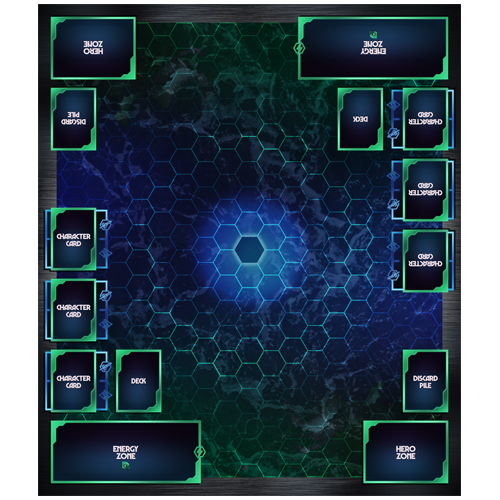 HERO
ZONE
ENERGY
ZONE
DISCARD
PILE
DECK
CHARACTER
CARD
CHARACTER
CARD
CHARACTER
CARD
CHARACTER
CARD
CHARACTER
CARD
CHARACTER
CARD
DECK
DISCARD
PILE
ENERGY
ZONE
HERO
ZONE